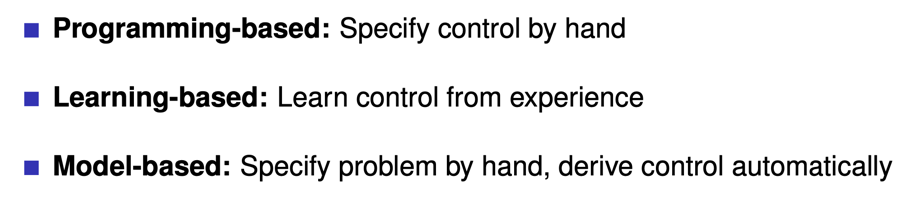 Programming-based: Specify control by hand
Learning-based: Learn control from experience
Model-based: Specify problem by hand, derive control automatically